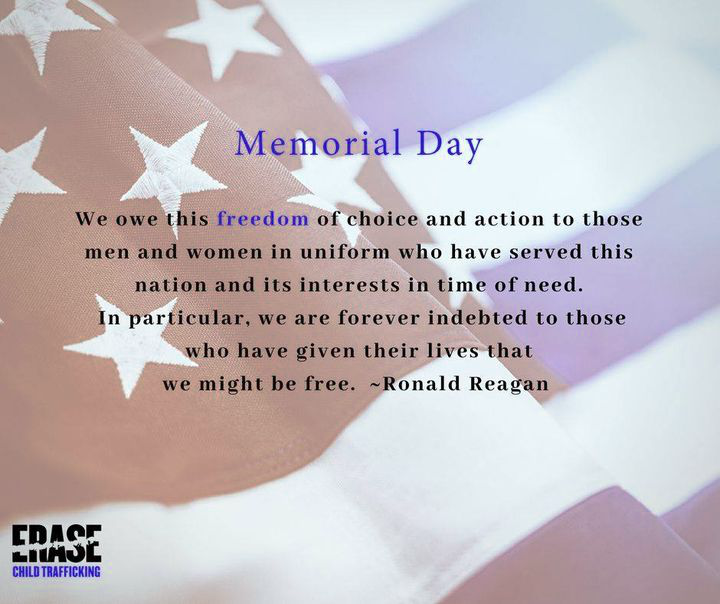 Memorial Day
We owe this freedom of choice and action to those
men and women in uniform who have served this
nation and its interests in time of need.
In particular, we are forever indebted to those
who have given their lives that
we might be free. ~Ronald Reagan
ERASE
CHILD TRAFFICKING